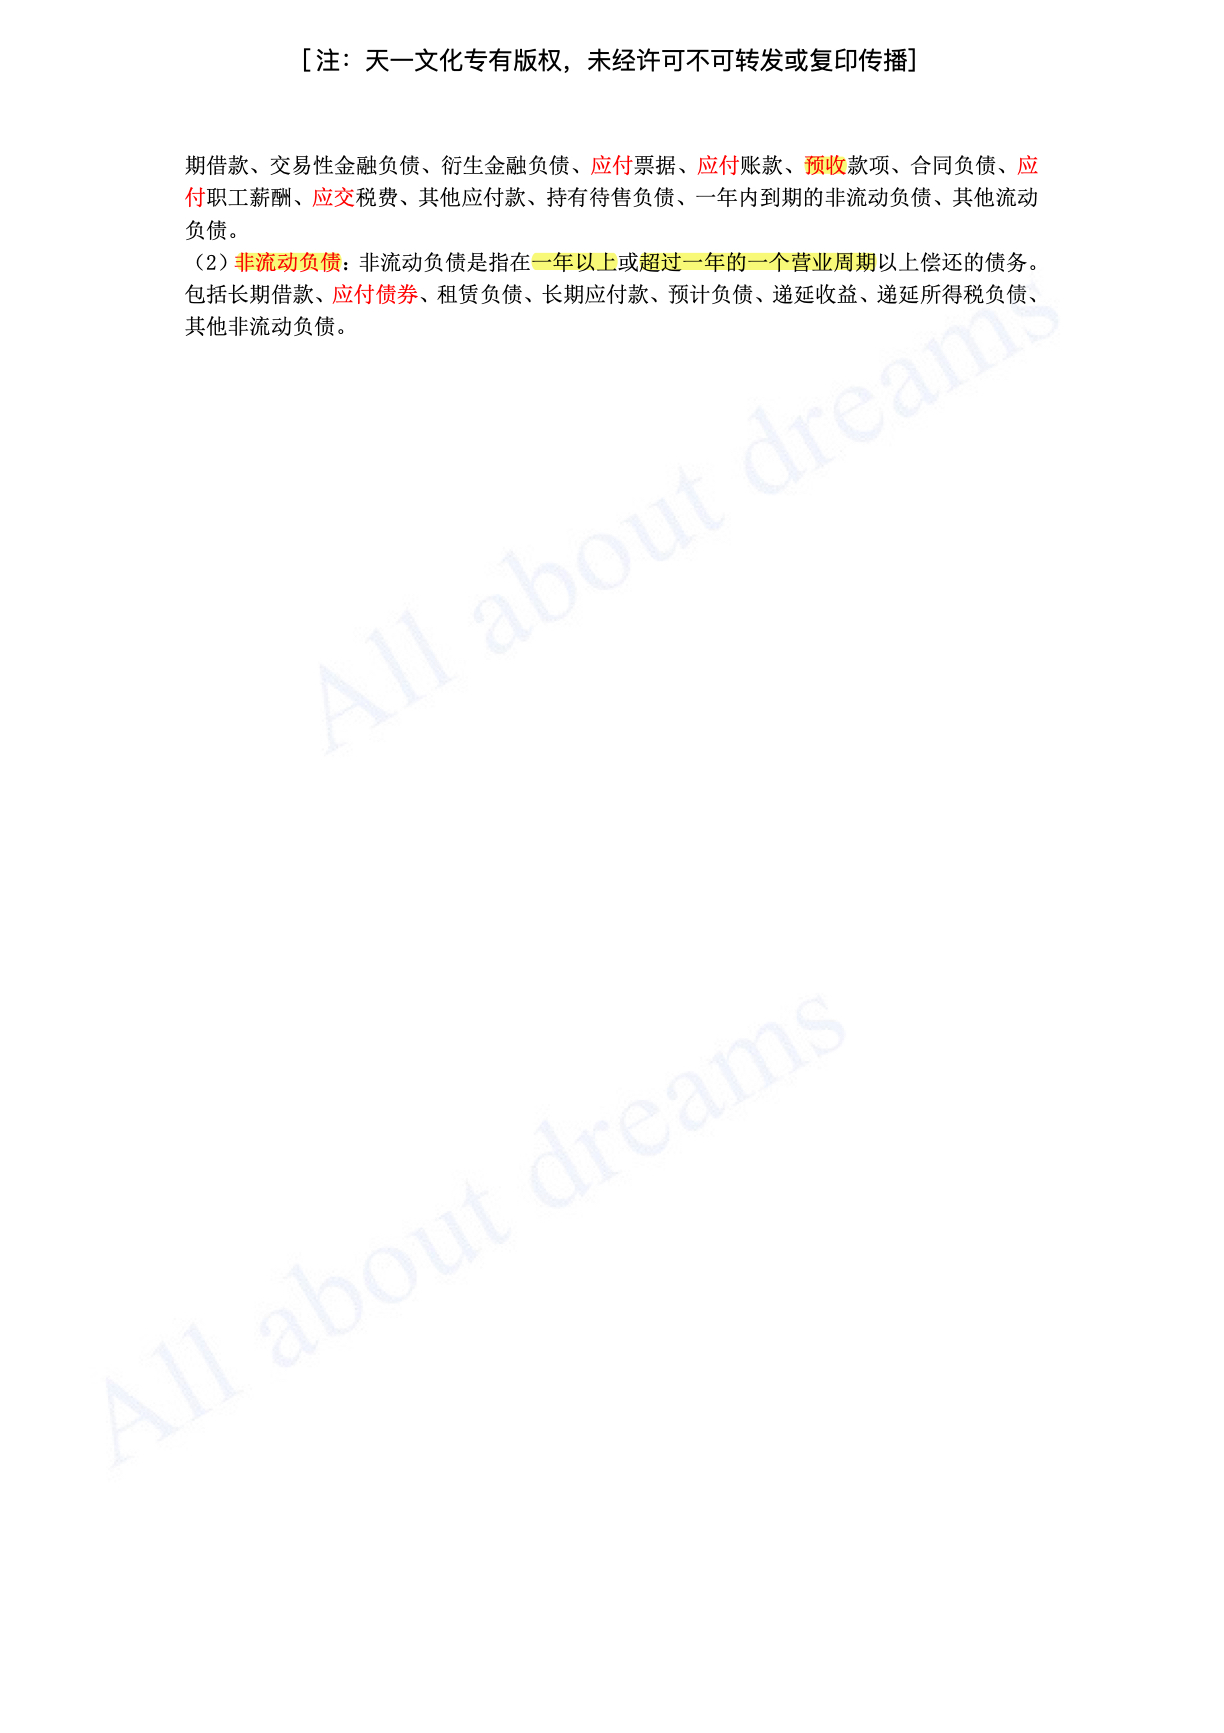 [注：天一文化专有版权，未经许可不可转发或复印传播]
期借款、交易性金融负债、衍生金融负债、应付票据、应付账款、预收款项、合同负债、应
付职工薪酬、应交税费、其他应付款、持有待售负债、一年内到期的非流动负债、其他流动
负债。
（2）非流动负债：非流动负债是指在一年以上或超过一年的一个营业周期以上偿还的债务。
包括长期借款、应付债券、租赁负债、长期应付款、预计负债、递延收益、递延所得税负债、
其他非流动负债。
All about dreams
All about dreams